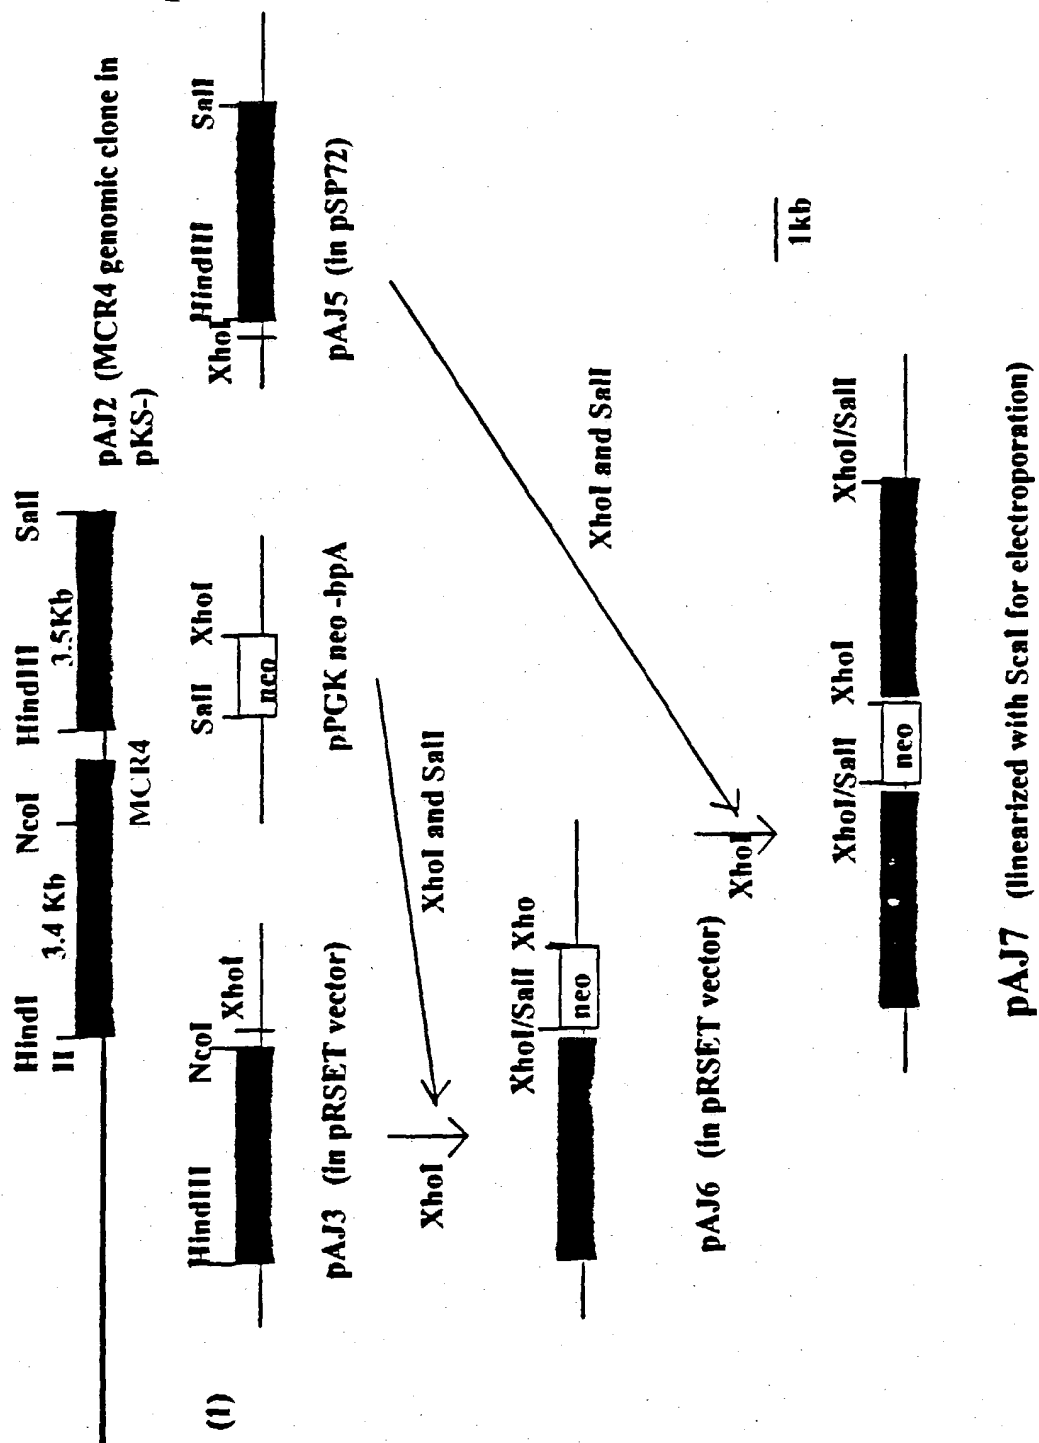 HindI
II
3.4 Kb
NcoI
HindIII
3.5Kb
SalI
MCR4
pAJ2 (MCR4 genomic clone in
pKS-)
(1)
HindIII
NcoI
XhoI
pAJ3 (in pRSET vector)
SalI
XhoI
neo
pPGK neo -bpA
XhoI
HindIII
SalI
pAJ5 (in pSP72)
XhoI
XhoI and SalI
XhoI and SalI
XhoI/SalI Xho
neo
pAJ6 (in pRSET vector)
XhoI
1kb
XhoI/SalI
XhoI
XhoI/SalI
neo
pAJ7 (linearized with ScaI for electroporation)